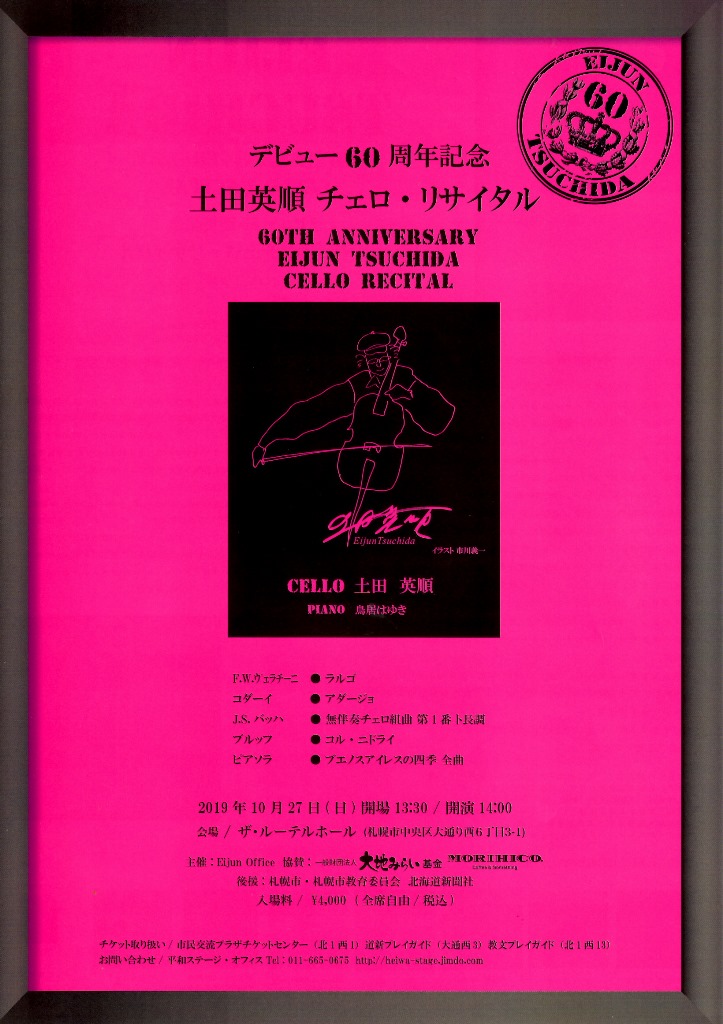 EIJUN
60
TSUCHIDA
デビュー 60 周年記念
土田英順 チェロ・リサイタル
60TH ANNIVERSARY
EIJUN TSUCHIDA
CELLO RECITAL
土田英順
EijunTsuchida
イラスト 市川義一
CELLO 土田 英順
PIANO 鳥居はゆき
F.M.ヴェラチーニ ● ラルゴ
コダーイ ● アダージョ
J.S. バッハ ● 無伴奏チェロ組曲 第1番ト長調
ブルッフ ● コル・ニドライ
ピアソラ ● ブエノスアイレスの四季 全曲
2019 年 10 月 27 日 ( 日 ) 開場 13:30 / 開演 14:00
会場 / ザ・ルーテルホール (札幌市中央区大通り西6丁目3-1)
主催：Eijun Office 協賛：一般財団法人 大地みらい基金 MORIHICO.
後援：札幌市・札幌市教育委員会 北海道新聞社
入場料 / ¥4,000 ( 全席自由 / 税込 )
チケット取り扱い / 市民交流プラザチケットセンター (北1西1) 道新プレイガイド (大通西3) 教文プレイガイド (北1西13)
お問い合わせ / 平和ステージ・オフィス Tel：011-665-0675 http://heiwa-stage.jimdo.com